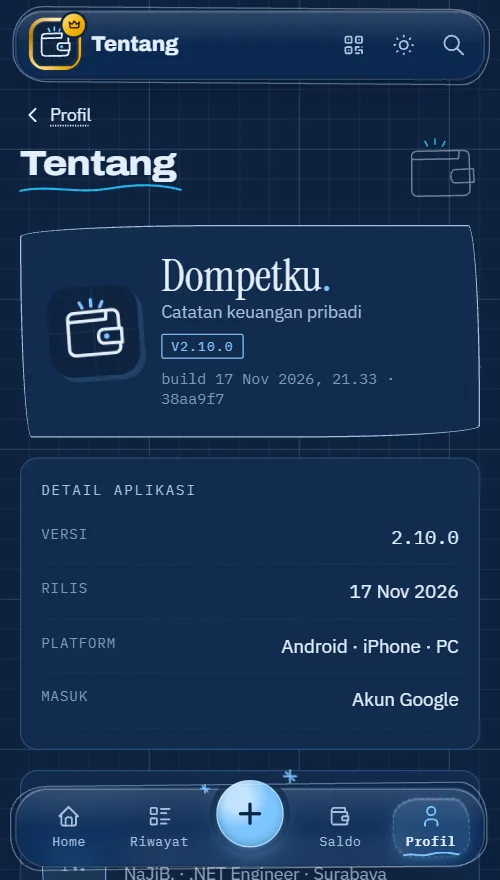 Tentang
Profil
Tentang
Dompetku.
Catatan keuangan pribadi
V2.10.0
build 17 Nov 2026, 21.33 ·
38aa9f7
DETAIL APLIKASI
VERSI 2.10.0
RILIS 17 Nov 2026
PLATFORM Android · iPhone · PC
MASUK Akun Google
Home Riwayat Saldo Profil
NaJiB. · .NET Engineer · Surabaya